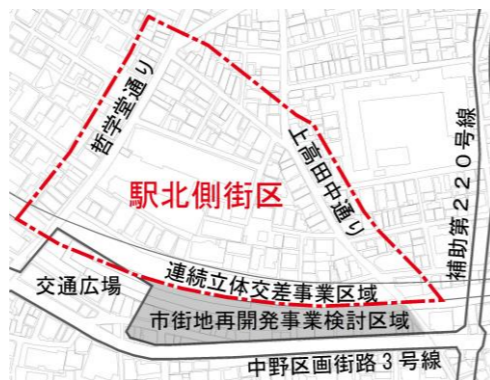 哲学堂通り
上高田中通り
補助第220号線
駅北側街区
連続立体交差事業区域
交通広場
市街地再開発事業検討区域
中野区画街路3号線